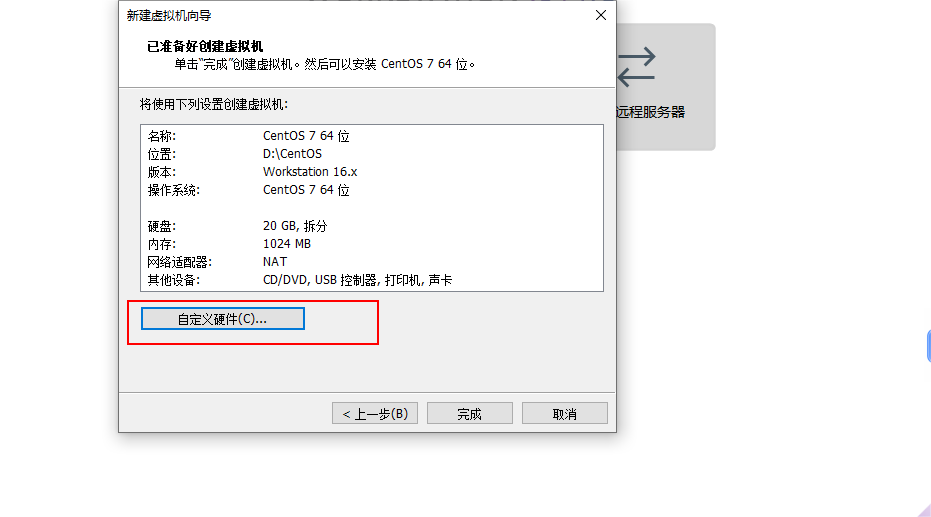 新建虚拟机向导
已准备好创建虚拟机
单击“完成”创建虚拟机。然后可以安装 CentOS 7 64 位。
将使用下列设置创建虚拟机:
名称: CentOS 7 64 位
位置: D:\CentOS
版本: Workstation 16.x
操作系统: CentOS 7 64 位
硬盘: 20 GB, 拆分
内存: 1024 MB
网络适配器: NAT
其他设备: CD/DVD, USB 控制器, 打印机, 声卡
自定义硬件(C)...
< 上一步(B) 完成 取消
远程服务器